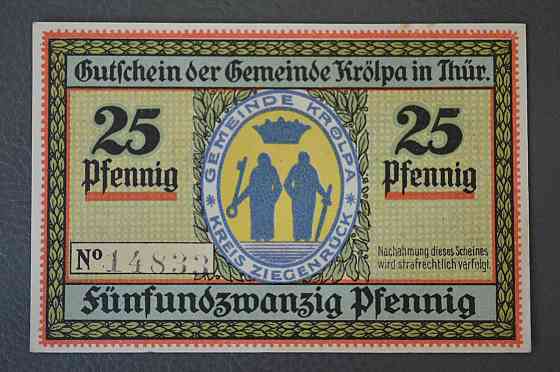 Gutschein der Gemeinde Krölpa in Thür.
25
Pfennig
GEMEINDE KRÖLPA
* KREIS ZIEGENRÜCK *
25
Pfennig
No 14833
Nachahmung dieses Scheines
wird strafrechtlich verfolgt.
Fünfundzwanzig Pfennig